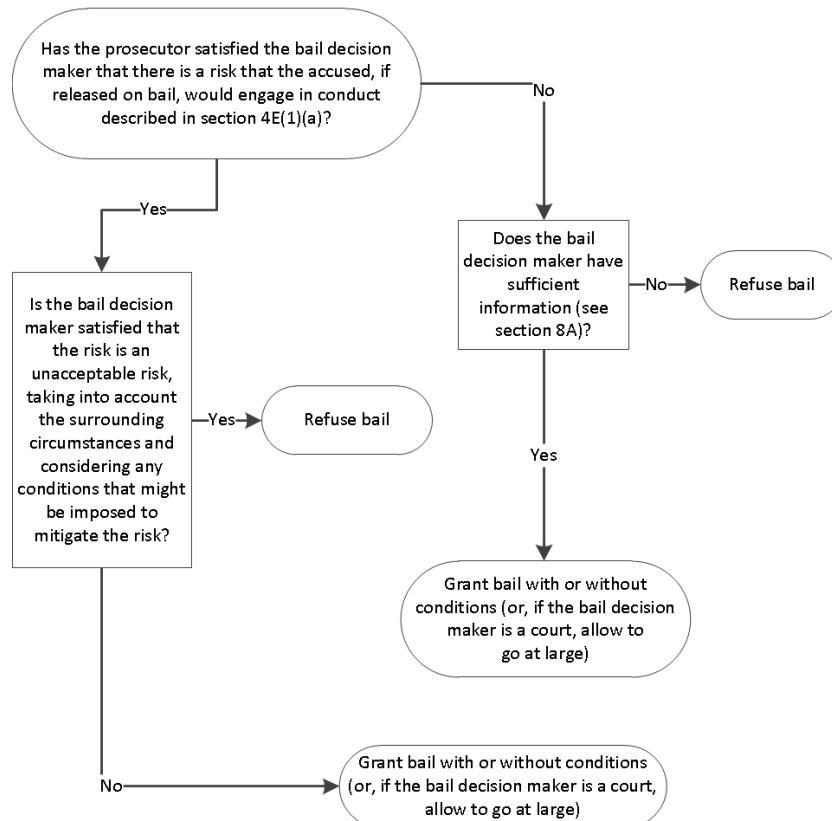 Has the prosecutor satisfied the bail decision
maker that there is a risk that the accused, if
released on bail, would engage in conduct
described in section 4E(1)(a)?
No
Yes
Does the bail
decision maker have
sufficient
information (see
section 8A)?
No
Refuse bail
Is the bail decision
maker satisfied that
the risk is an
unacceptable risk,
taking into account
the surrounding
circumstances and
considering any
conditions that might
be imposed to
mitigate the risk?
Yes
Refuse bail
Yes
Grant bail with or without
conditions (or, if the bail decision
maker is a court, allow to
go at large)
No
Grant bail with or without conditions
(or, if the bail decision maker is a court,
allow to go at large)